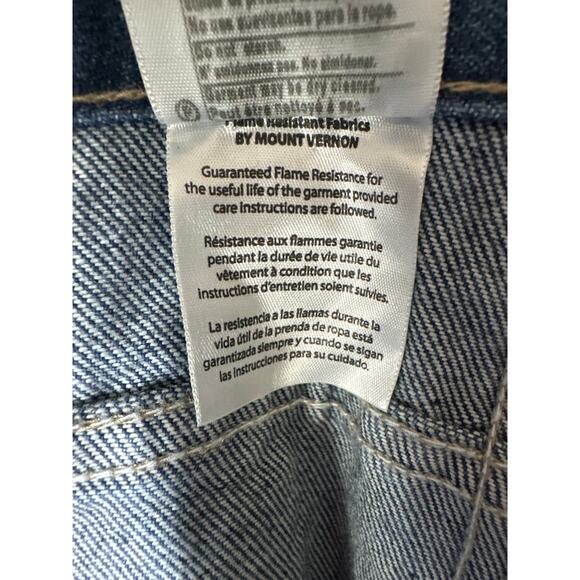 No use suavisantes para la rope.
Do not starch.
N' amidonnez pas. No almidonar.
Garment may be dry cleaned.
Peut être nettoyé à sec.
Flame Resistant Fabrics
BY MOUNT VERNON
Guaranteed Flame Resistance for
the useful life of the garment provided
care instructions are followed.
Résistance aux flammes garantie
pendant la durée de vie utile du
vêtement à condition que les
instructions d'entretien soient suivies.
La resistencia a las llamas durante la
vida útil de la prenda de ropa está
garantizada siempre y cuando se sigan
las instrucciones para su cuidado.